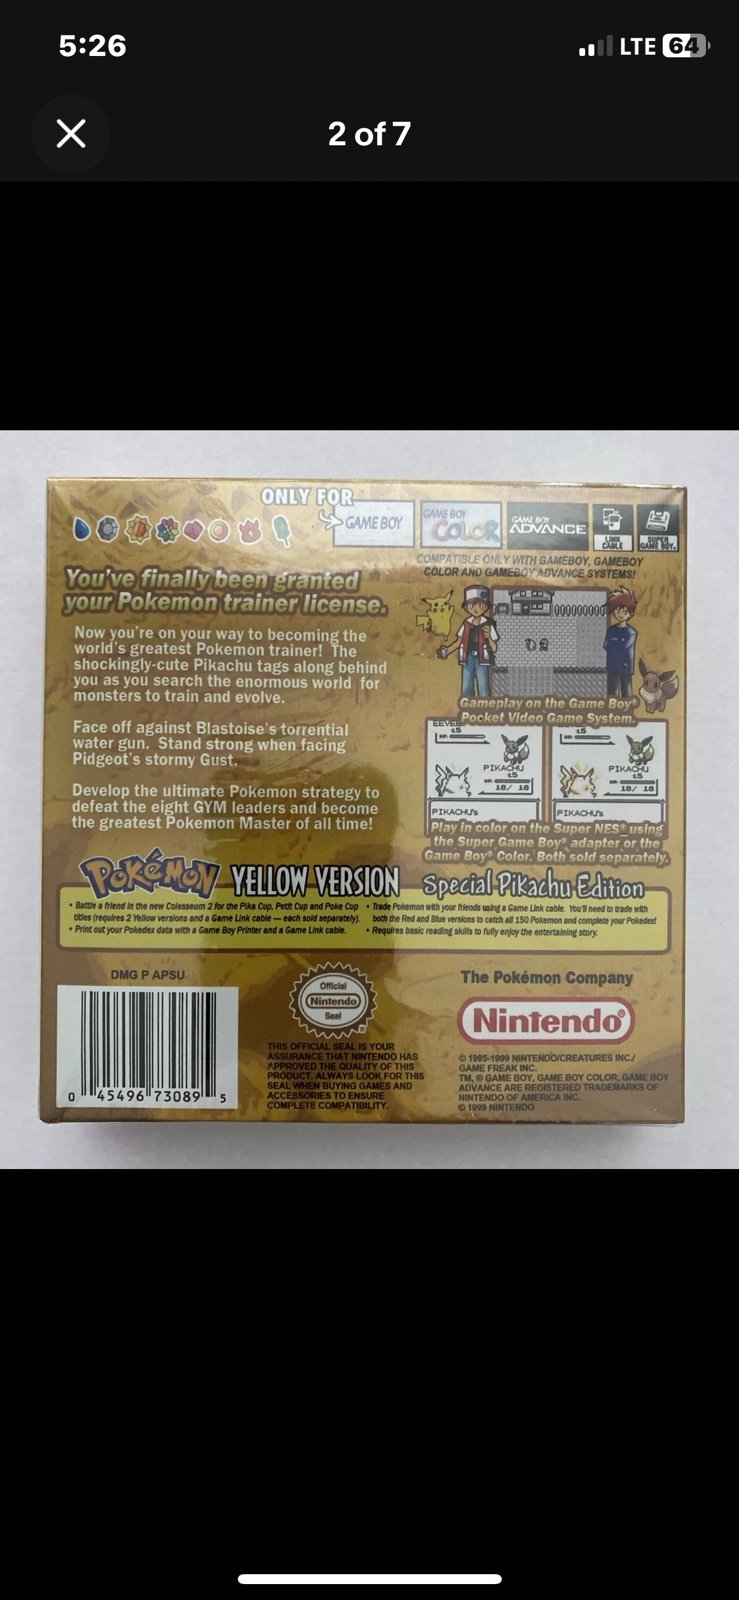 5:26
LTE 64
2 of 7
ONLY FOR
GAME BOY
GAME BOY COLOR
GAME BOY ADVANCE
LINK CABLE
SUPER GAME BOY.
COMPATIBLE ONLY WITH GAMEBOY, GAMEBOY
COLOR AND GAMEBOY ADVANCE SYSTEMS!
You've finally been granted
your Pokemon trainer license.
Now you're on your way to becoming the
world's greatest Pokemon trainer! The
shockingly-cute Pikachu tags along behind
you as you search the enormous world for
monsters to train and evolve.
Face off against Blastoise's torrential
water gun. Stand strong when facing
Pidgeot's stormy Gust.
Develop the ultimate Pokemon strategy to
defeat the eight GYM leaders and become
the greatest Pokemon Master of all time!
Gameplay on the Game Boy®
Pocket Video Game System.
PIKACHU
18/ 18
PIKACHU's
PIKACHU
18/ 18
PIKACHU's
Play in color on the Super NES® using
the Super Game Boy® adapter or the
Game Boy® Color. Both sold separately.
POKéMON YELLOW VERSION Special Pikachu Edition
• Battle a friend in the new Colosseum 2 for the Pika Cup, Petit Cup and Poke Cup
titles (requires 2 Yellow versions and a Game Link cable — each sold separately).
• Print out your Pokedex data with a Game Boy Printer and a Game Link cable.
• Trade Pokemon with your friends using a Game Link cable. You'll need to trade with
both the Red and Blue versions to catch all 150 Pokemon and complete your Pokedex!
• Requires basic reading skills to fully enjoy the entertaining story.
DMG P APSU
0 45496 73089 5
Official
Nintendo
Seal
THIS OFFICIAL SEAL IS YOUR
ASSURANCE THAT NINTENDO HAS
APPROVED THE QUALITY OF THIS
PRODUCT. ALWAYS LOOK FOR THIS
SEAL WHEN BUYING GAMES AND
ACCESSORIES TO ENSURE
COMPLETE COMPATIBILITY.
The Pokémon Company
Nintendo®
© 1995-1999 NINTENDO/CREATURES INC./
GAME FREAK INC.
TM, ® GAME BOY, GAME BOY COLOR, GAME BOY
ADVANCE ARE REGISTERED TRADEMARKS OF
NINTENDO OF AMERICA INC.
© 1999 NINTENDO